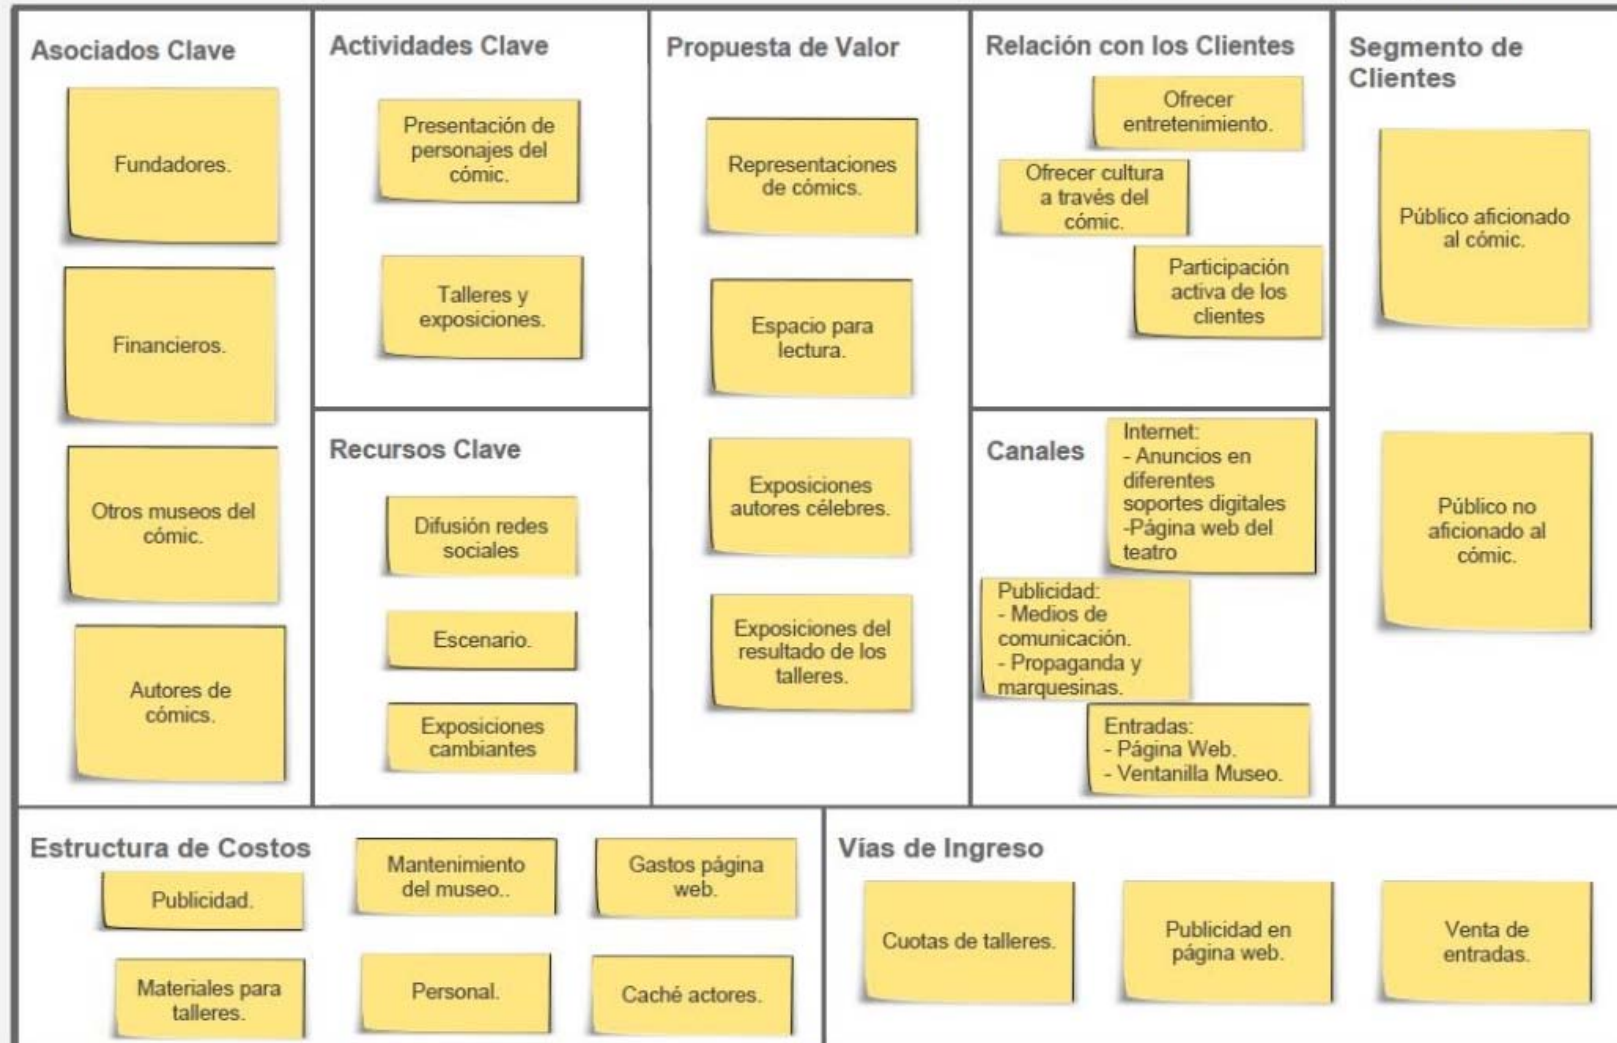 Asociados Clave
Fundadores.
Financieros.
Otros museos del
cómic.
Autores de
cómics.
Actividades Clave
Presentación de
personajes del
cómic.
Talleres y
exposiciones.
Recursos Clave
Difusión redes
sociales
Escenario.
Exposiciones
cambiantes
Propuesta de Valor
Representaciones
de cómics.
Espacio para
lectura.
Exposiciones
autores célebres.
Exposiciones del
resultado de los
talleres.
Relación con los Clientes
Ofrecer
entretenimiento.
Ofrecer cultura
a través del
cómic.
Participación
activa de los
clientes
Canales
Internet:
- Anuncios en
diferentes
soportes digitales
-Página web del
teatro
Publicidad:
- Medios de
comunicación.
- Propaganda y
marquesinas.
Entradas:
- Página Web.
- Ventanilla Museo.
Segmento de
Clientes
Público aficionado
al cómic.
Público no
aficionado al
cómic.
Estructura de Costos
Publicidad.
Mantenimiento
del museo..
Gastos página
web.
Materiales para
talleres.
Personal.
Caché actores.
Vías de Ingreso
Cuotas de talleres.
Publicidad en
página web.
Venta de
entradas.